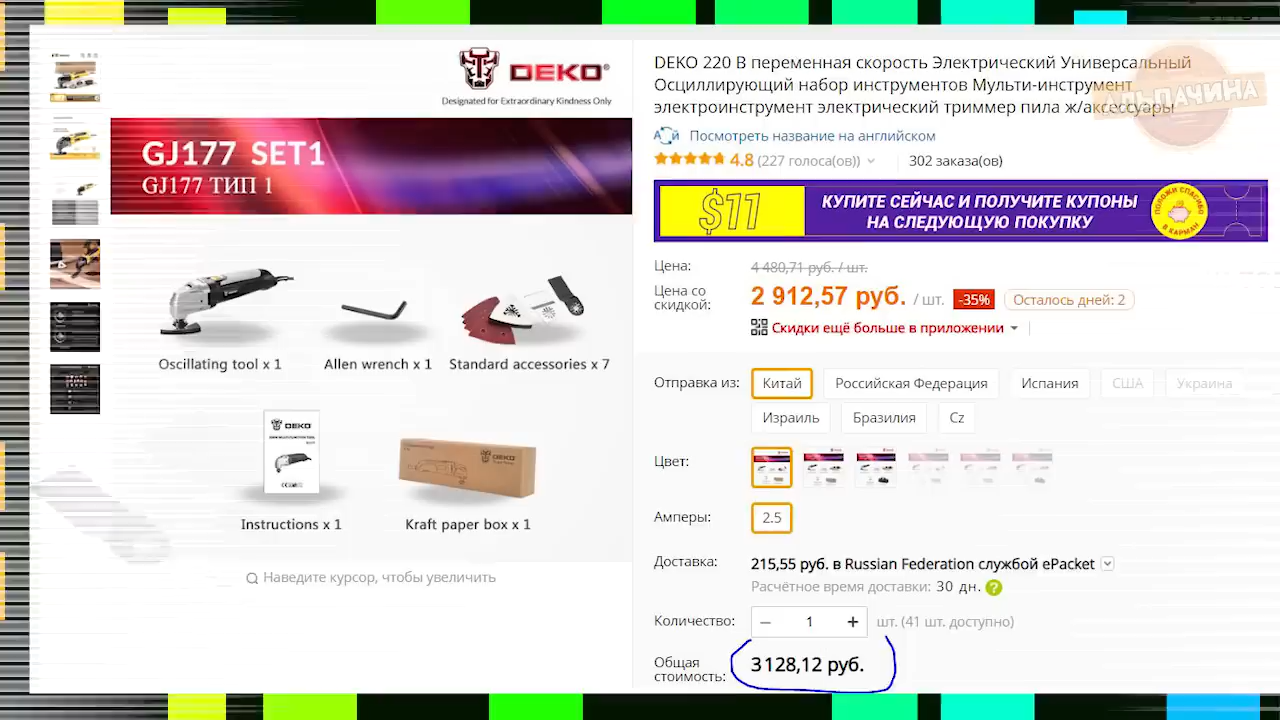 DEKO®
Designed for Extraordinary Kindness Only
GJ177 SET1
GJ177 ТИП 1
Oscillating tool x 1
Allen wrench x 1
Standard accessories x 7
DEKO
Instructions x 1
Kraft paper box x 1
Наведите курсор, чтобы увеличить
DEKO 220 В переменная скорость Электрический Универсальный
Осциллирующий набор инструментов Мульти-инструмент
электроинструмент электрический триммер пила ж/аксессуары
Посмотреть название на английском
4.8 (227 голоса(ов)) 302 заказа(ов)
$11
КУПИТЕ СЕЙЧАС И ПОЛУЧИТЕ КУПОНЫ
НА СЛЕДУЮЩУЮ ПОКУПКУ
ПОЛОЖИ СПАСИБО
В КАРМАН
Цена: 4 480,71 руб. / шт.
Цена со
скидкой: 2 912,57 руб. / шт. -35% Осталось дней: 2
Скидки ещё больше в приложении
Отправка из: Российская Федерация Испания США Украина
Израиль Бразилия Cz
Цвет:
Амперы: 2.5
Доставка: 215,55 руб. в Russian Federation службой ePacket
Расчётное время доставки: 30 дн. ?
Количество: − 1 + шт. (41 шт. доступно)
Общая
стоимость: 3128,12 руб.